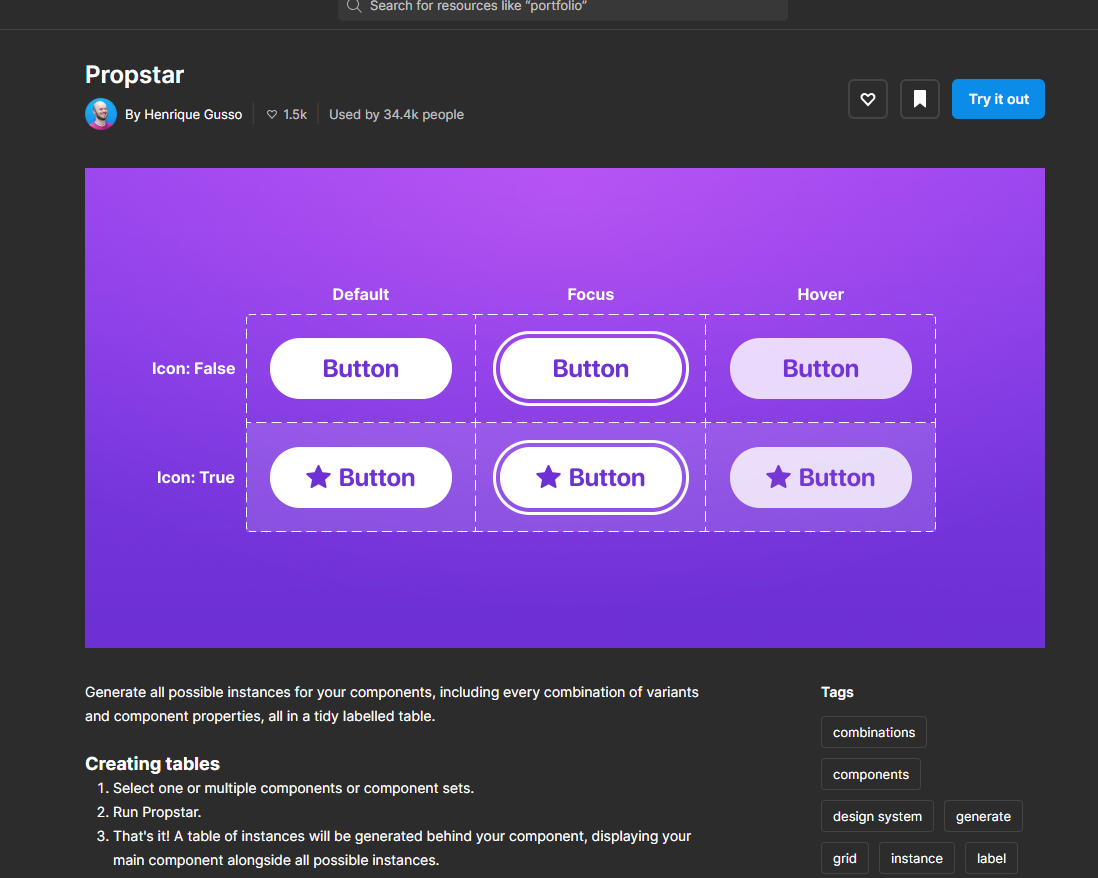 Search for resources like “portfolio”
Propstar
By Henrique Gusso
1.5k
Used by 34.4k people
Try it out
Default
Focus
Hover
Icon: False
Button
Button
Button
Icon: True
Button
Button
Button
Generate all possible instances for your components, including every combination of variants
and component properties, all in a tidy labelled table.
Creating tables
1. Select one or multiple components or component sets.
2. Run Propstar.
3. That's it! A table of instances will be generated behind your component, displaying your
main component alongside all possible instances.
Tags
combinations
components
design system
generate
grid
instance
label